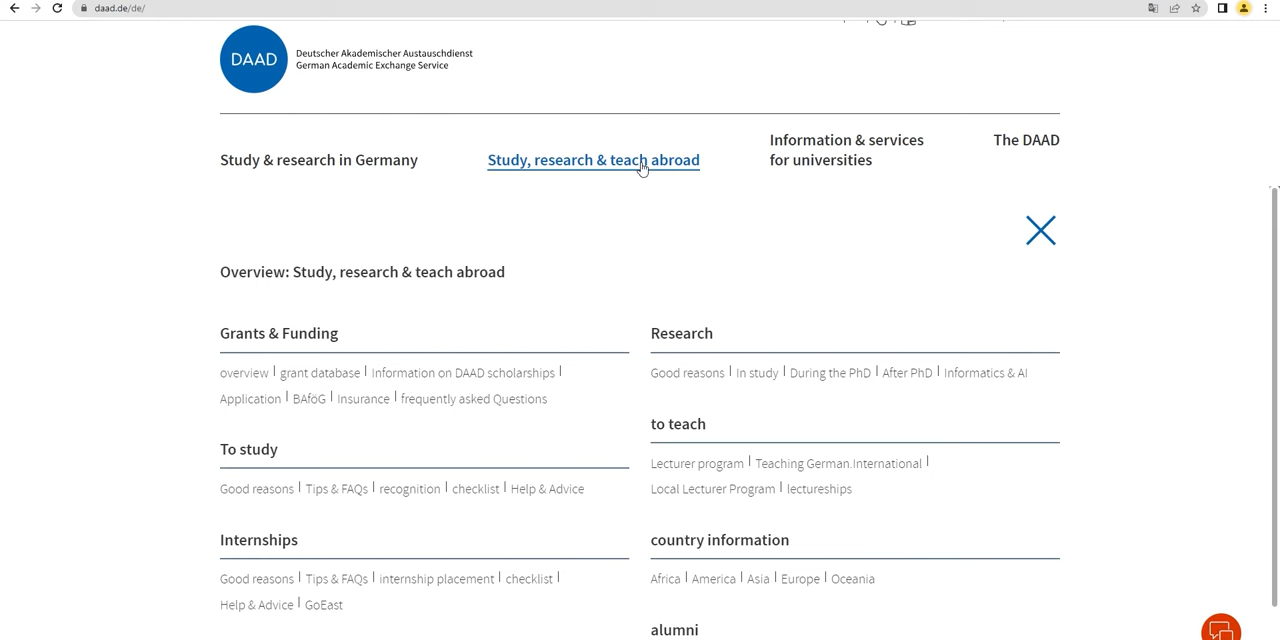 daad.de/de/
DAAD
Deutscher Akademischer Austauschdienst
German Academic Exchange Service
Study & research in Germany
Study, research & teach abroad
Information & services
for universities
The DAAD
Overview: Study, research & teach abroad
Grants & Funding
overview | grant database | Information on DAAD scholarships |
Application | BAföG | Insurance | frequently asked Questions
To study
Good reasons | Tips & FAQs | recognition | checklist | Help & Advice
Internships
Good reasons | Tips & FAQs | internship placement | checklist |
Help & Advice | GoEast
Research
Good reasons | In study | During the PhD | After PhD | Informatics & AI
to teach
Lecturer program | Teaching German.International |
Local Lecturer Program | lectureships
country information
Africa | America | Asia | Europe | Oceania
alumni